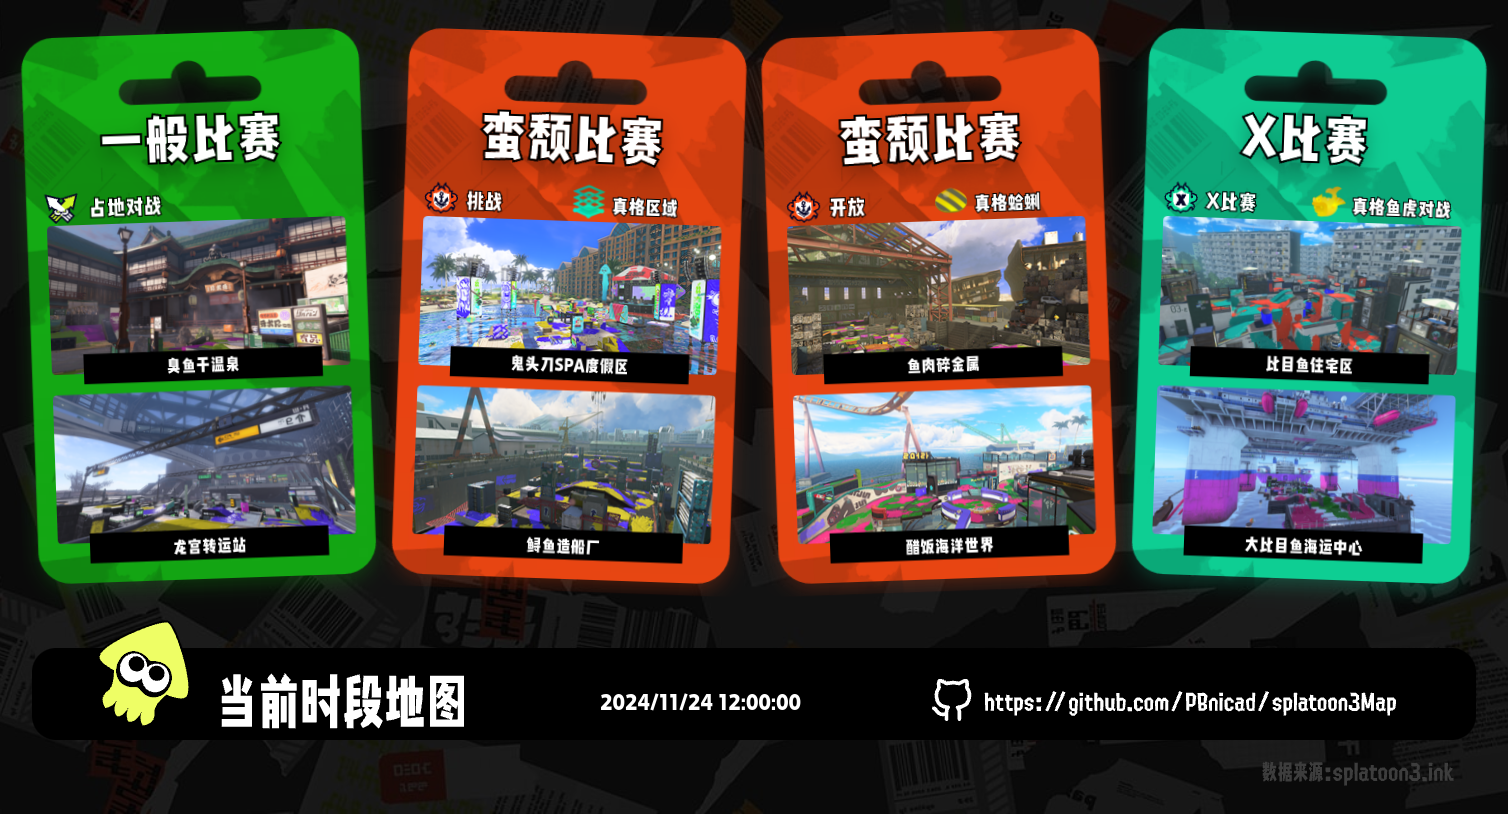 一般比赛
占地对战
臭鱼干温泉
龙宫转运站
蛮颓比赛
挑战
真格区域
鬼头刀SPA度假区
鲟鱼造船厂
蛮颓比赛
开放
真格蛤蜊
鱼肉碎金属
醋饭海洋世界
X比赛
X比赛
真格鱼虎对战
比目鱼住宅区
大比目鱼海运中心
当前时段地图
2024/11/24 12:00:00
https://github.com/PBnicad/splatoon3Map
数据来源:splatoon3.ink